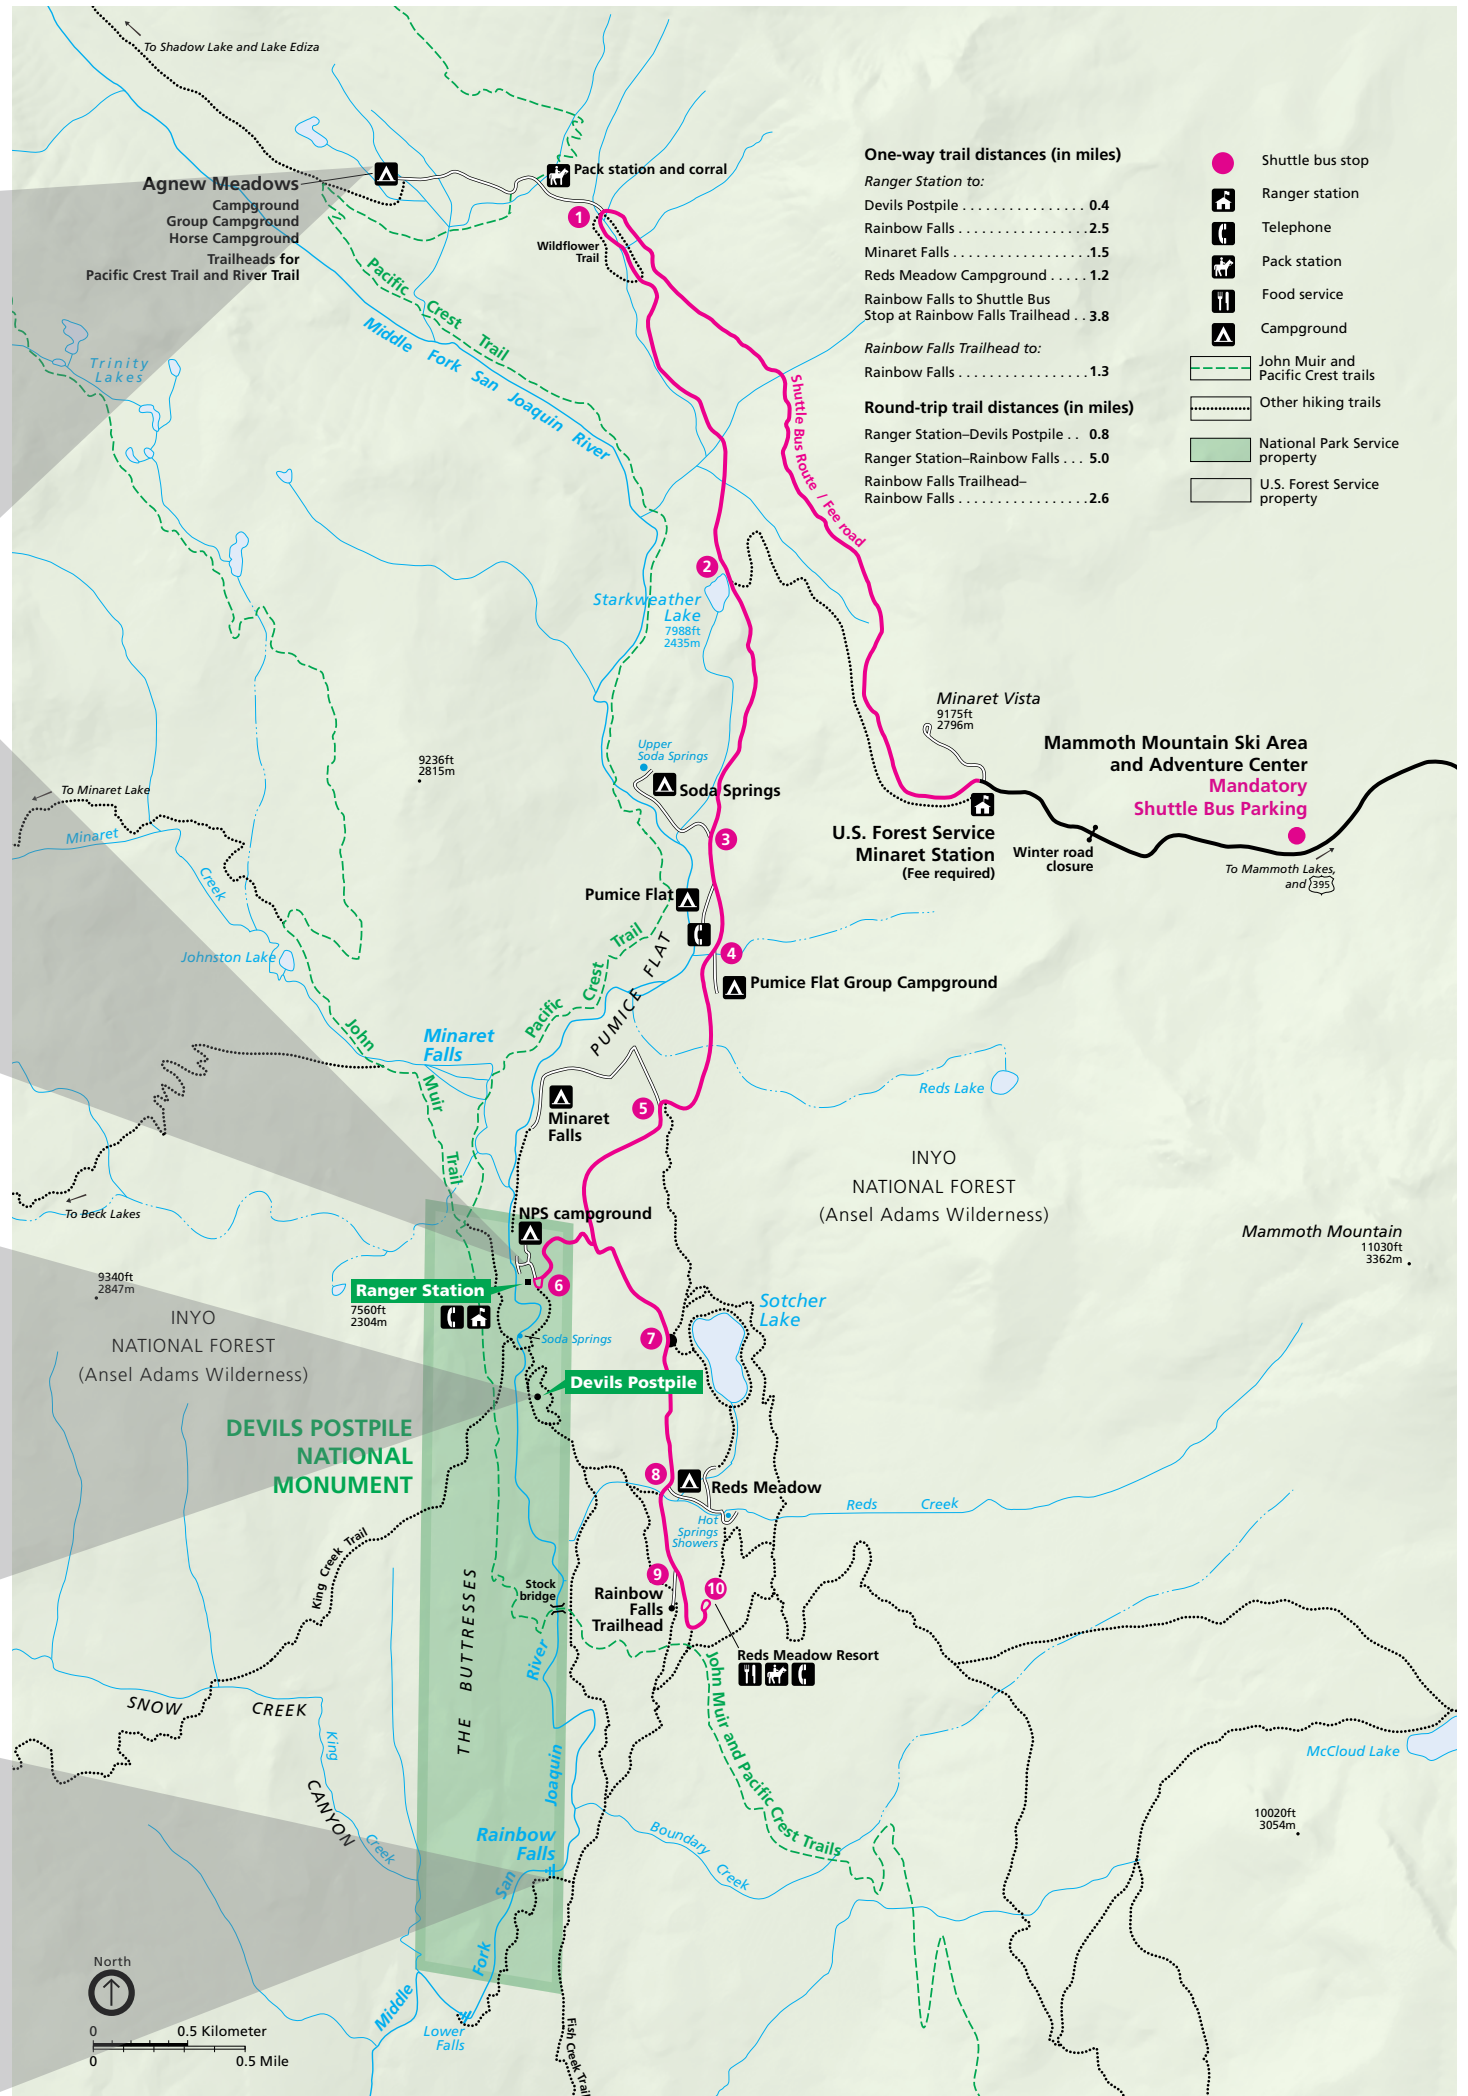 To Shadow Lake and Lake Ediza
Agnew Meadows
Campground
Group Campground
Horse Campground
Trailheads for
Pacific Crest Trail and River Trail
Pack station and corral
1
Wildflower
Trail
One-way trail distances (in miles)
Ranger Station to:
Devils Postpile . . . . . . . . . . . . . . . . 0.4
Rainbow Falls . . . . . . . . . . . . . . . . . 2.5
Minaret Falls . . . . . . . . . . . . . . . . . .1.5
Reds Meadow Campground . . . . . 1.2
Rainbow Falls to Shuttle Bus
Stop at Rainbow Falls Trailhead . . 3.8
Rainbow Falls Trailhead to:
Rainbow Falls . . . . . . . . . . . . . . . . . 1.3
Round-trip trail distances (in miles)
Ranger Station–Devils Postpile . . 0.8
Ranger Station–Rainbow Falls . . . 5.0
Rainbow Falls Trailhead–
Rainbow Falls . . . . . . . . . . . . . . . . . 2.6
Shuttle bus stop
Ranger station
Telephone
Pack station
Food service
Campground
John Muir and
Pacific Crest trails
Other hiking trails
National Park Service
property
U.S. Forest Service
property
Pacific Crest Trail
Middle Fork San Joaquin River
Trinity
Lakes
Shuttle Bus Route / Fee road
2
Starkweather
Lake
7988ft
2435m
Minaret Vista
9175ft
2796m
Mammoth Mountain Ski Area
and Adventure Center
Mandatory
Shuttle Bus Parking
U.S. Forest Service
Minaret Station
(Fee required)
Winter road
closure
To Mammoth Lakes,
and 395
9236ft
2815m
Upper
Soda Springs
Soda Springs
3
To Minaret Lake
Minaret
Creek
Pumice Flat
4
Pumice Flat Group Campground
PUMICE FLAT
Pacific Crest Trail
Johnston Lake
John Muir Trail
Minaret
Falls
Reds Lake
5
Minaret
Falls
INYO
NATIONAL FOREST
(Ansel Adams Wilderness)
Mammoth Mountain
11030ft
3362m
To Beck Lakes
NPS campground
6
Ranger Station
7560ft
2304m
9340ft
2847m
INYO
NATIONAL FOREST
(Ansel Adams Wilderness)
Soda Springs
Sotcher
Lake
7
Devils Postpile
DEVILS POSTPILE
NATIONAL
MONUMENT
8
Reds Meadow
Reds Creek
Hot
Springs
Showers
King Creek Trail
THE BUTTRESSES
Stock
bridge
9
Rainbow
Falls
Trailhead
10
Reds Meadow Resort
John Muir and Pacific Crest Trails
SNOW CREEK
CANYON
King
Creek
McCloud Lake
10020ft
3054m
Boundary Creek
Rainbow
Falls
Middle Fork San Joaquin River
Lower
Falls
Fish Creek Trail
North
0 0.5 Kilometer
0 0.5 Mile